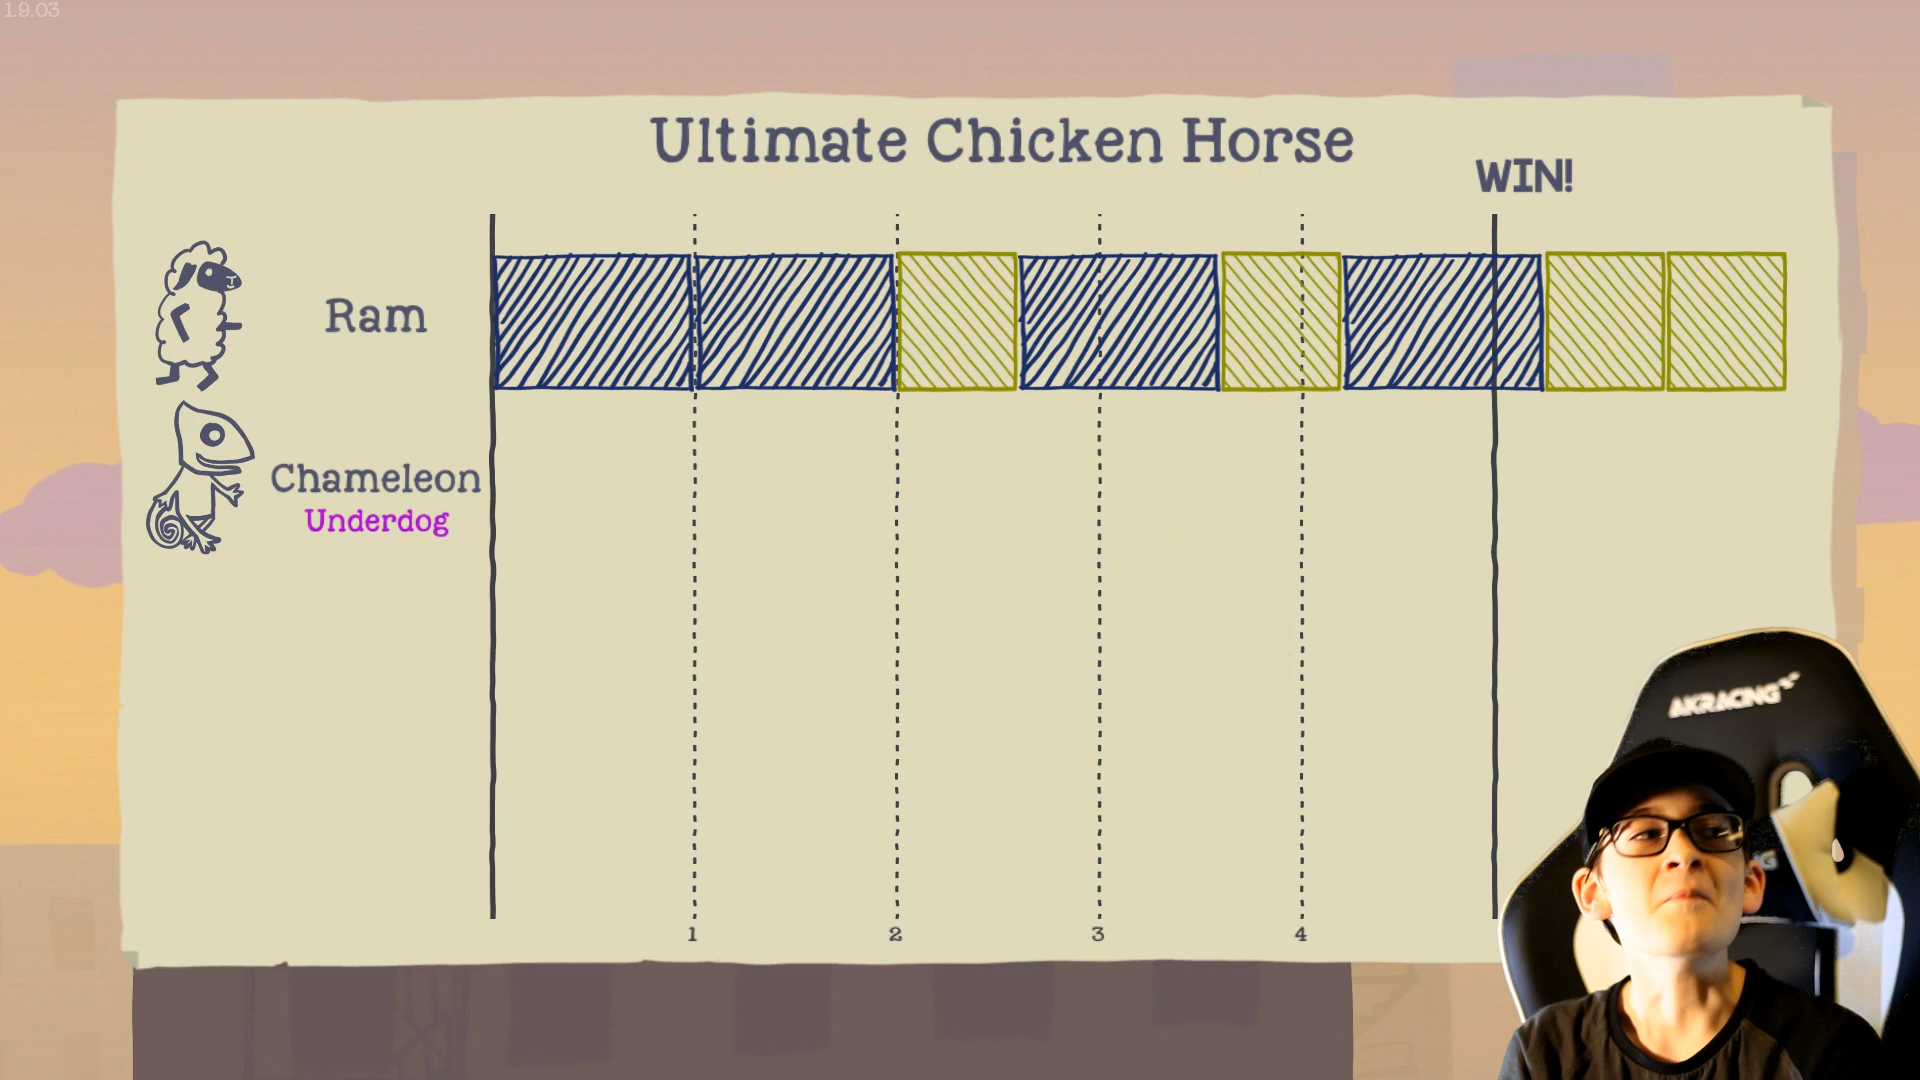 1.9.03
Ultimate Chicken Horse
WIN!
Ram
Chameleon
Underdog
1
2
3
4
AKRACING